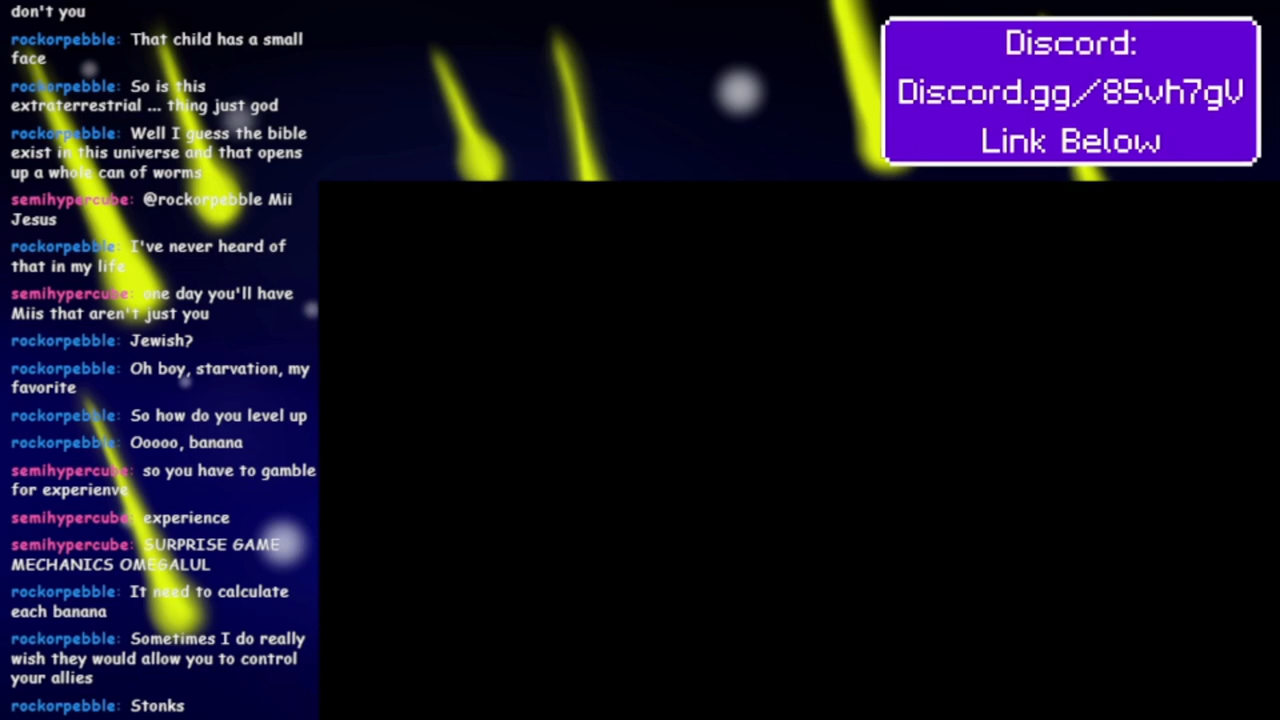 don't you
rockorpebble: That child has a small
face
rockorpebble: So is this
extraterrestrial ... thing just god
rockorpebble: Well I guess the bible
exist in this universe and that opens
up a whole can of worms
semihypercube: @rockorpebble Mii
Jesus
rockorpebble: I've never heard of
that in my life
semihypercube: one day you'll have
Miis that aren't just you
rockorpebble: Jewish?
rockorpebble: Oh boy, starvation, my
favorite
rockorpebble: So how do you level up
rockorpebble: Ooooo, banana
semihypercube: so you have to gamble
for experienve
semihypercube: experience
semihypercube: SURPRISE GAME
MECHANICS OMEGALUL
rockorpebble: It need to calculate
each banana
rockorpebble: Sometimes I do really
wish they would allow you to control
your allies
rockorpebble: Stonks
Discord:
Discord.gg/85vh7gU
Link Below